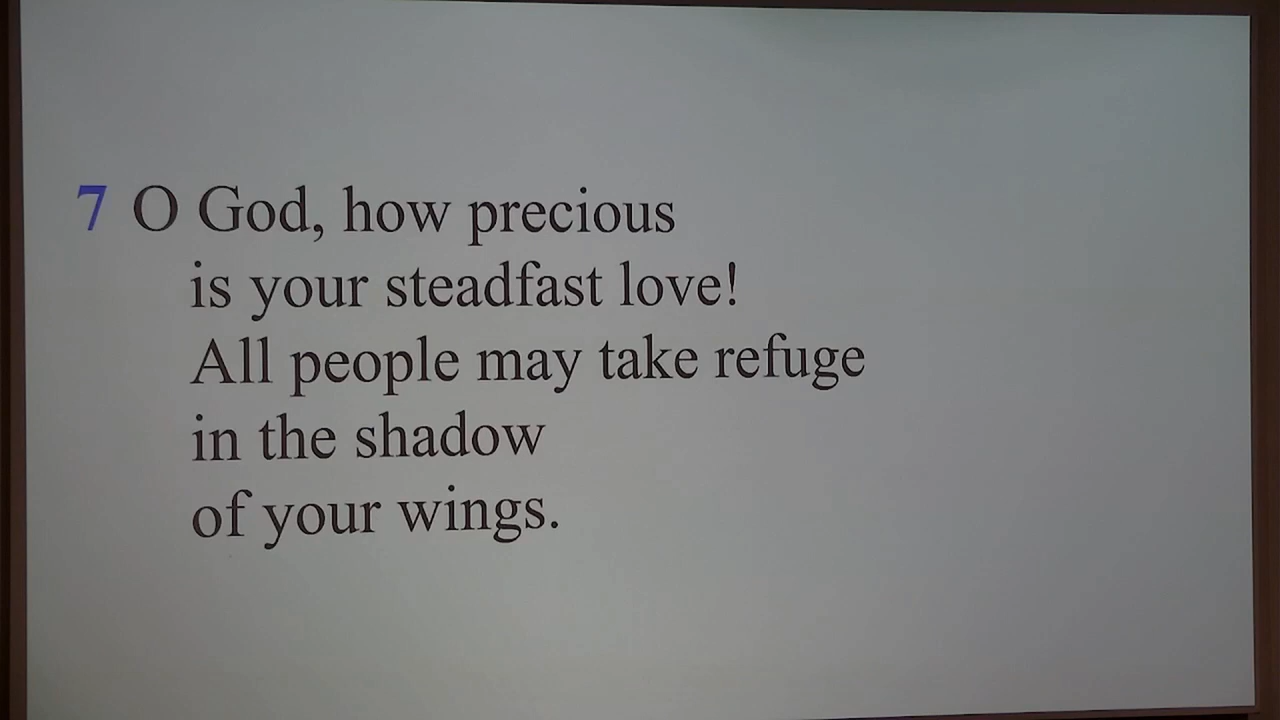 7 O God, how precious
is your steadfast love!
All people may take refuge
in the shadow
of your wings.